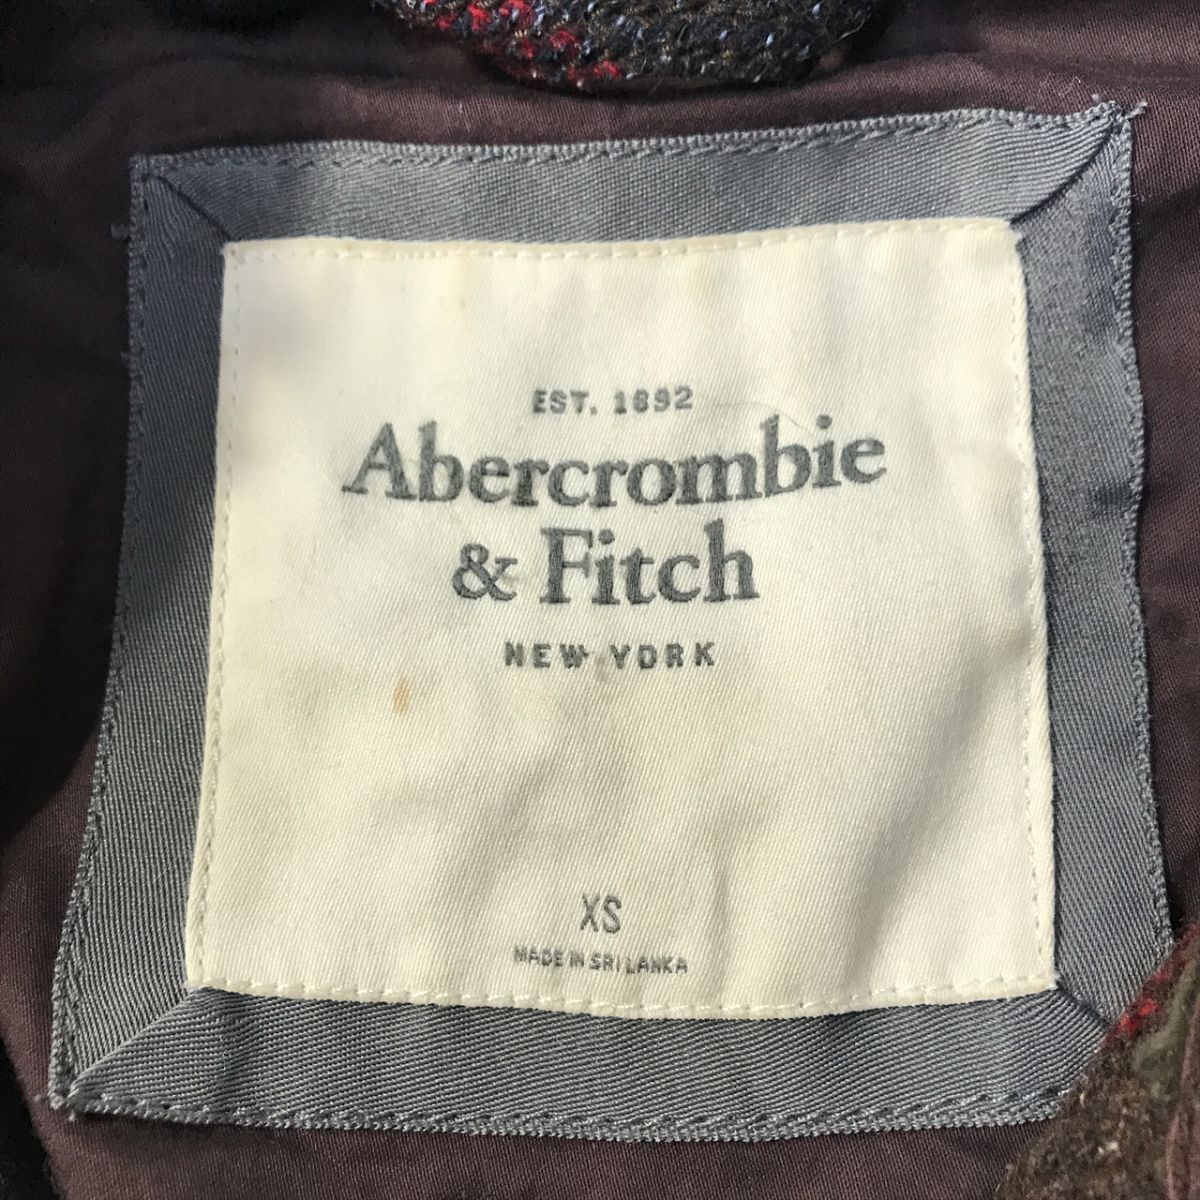 EST. 1892
Abercrombie
& Fitch
NEW YORK
XS
MADE IN SRI LANKA